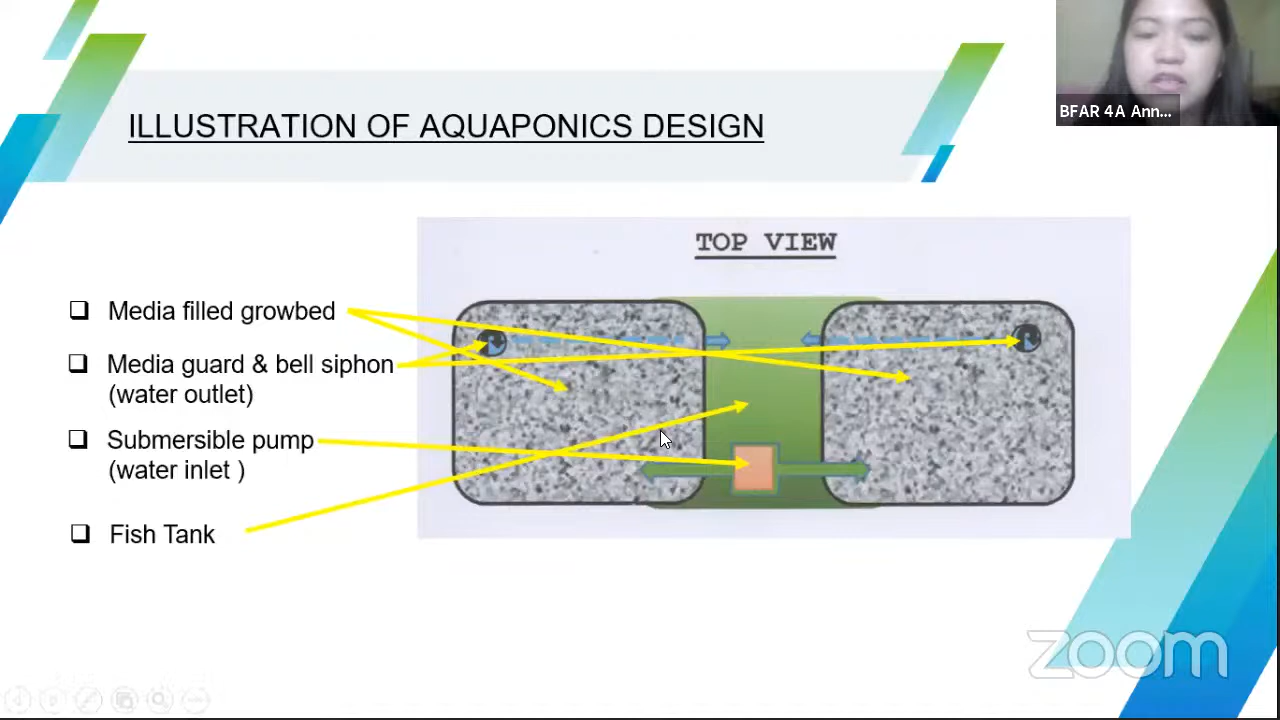 BFAR 4A Ann...
ILLUSTRATION OF AQUAPONICS DESIGN
TOP VIEW
Media filled growbed
Media guard & bell siphon
(water outlet)
Submersible pump
(water inlet )
Fish Tank
zoom